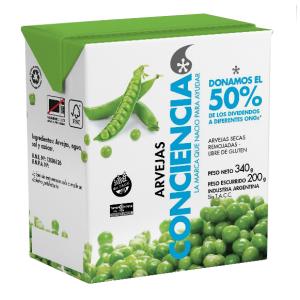 ARVEJAS
CONCIENCIA
LA MARCA QUE NACIÓ PARA AYUDAR
DONAMOS EL
50%
DE LOS DIVIDENDOS
A DIFERENTES ONGs*
ARVEJAS SECAS
REMOJADAS
LIBRE DE GLUTEN
PESO NETO 340g
PESO ESCURRIDO 200g
INDUSTRIA ARGENTINA
Sin T.A.C.C.
Ingredientes: Arvejas, agua,
sal y azúcar.
FSC